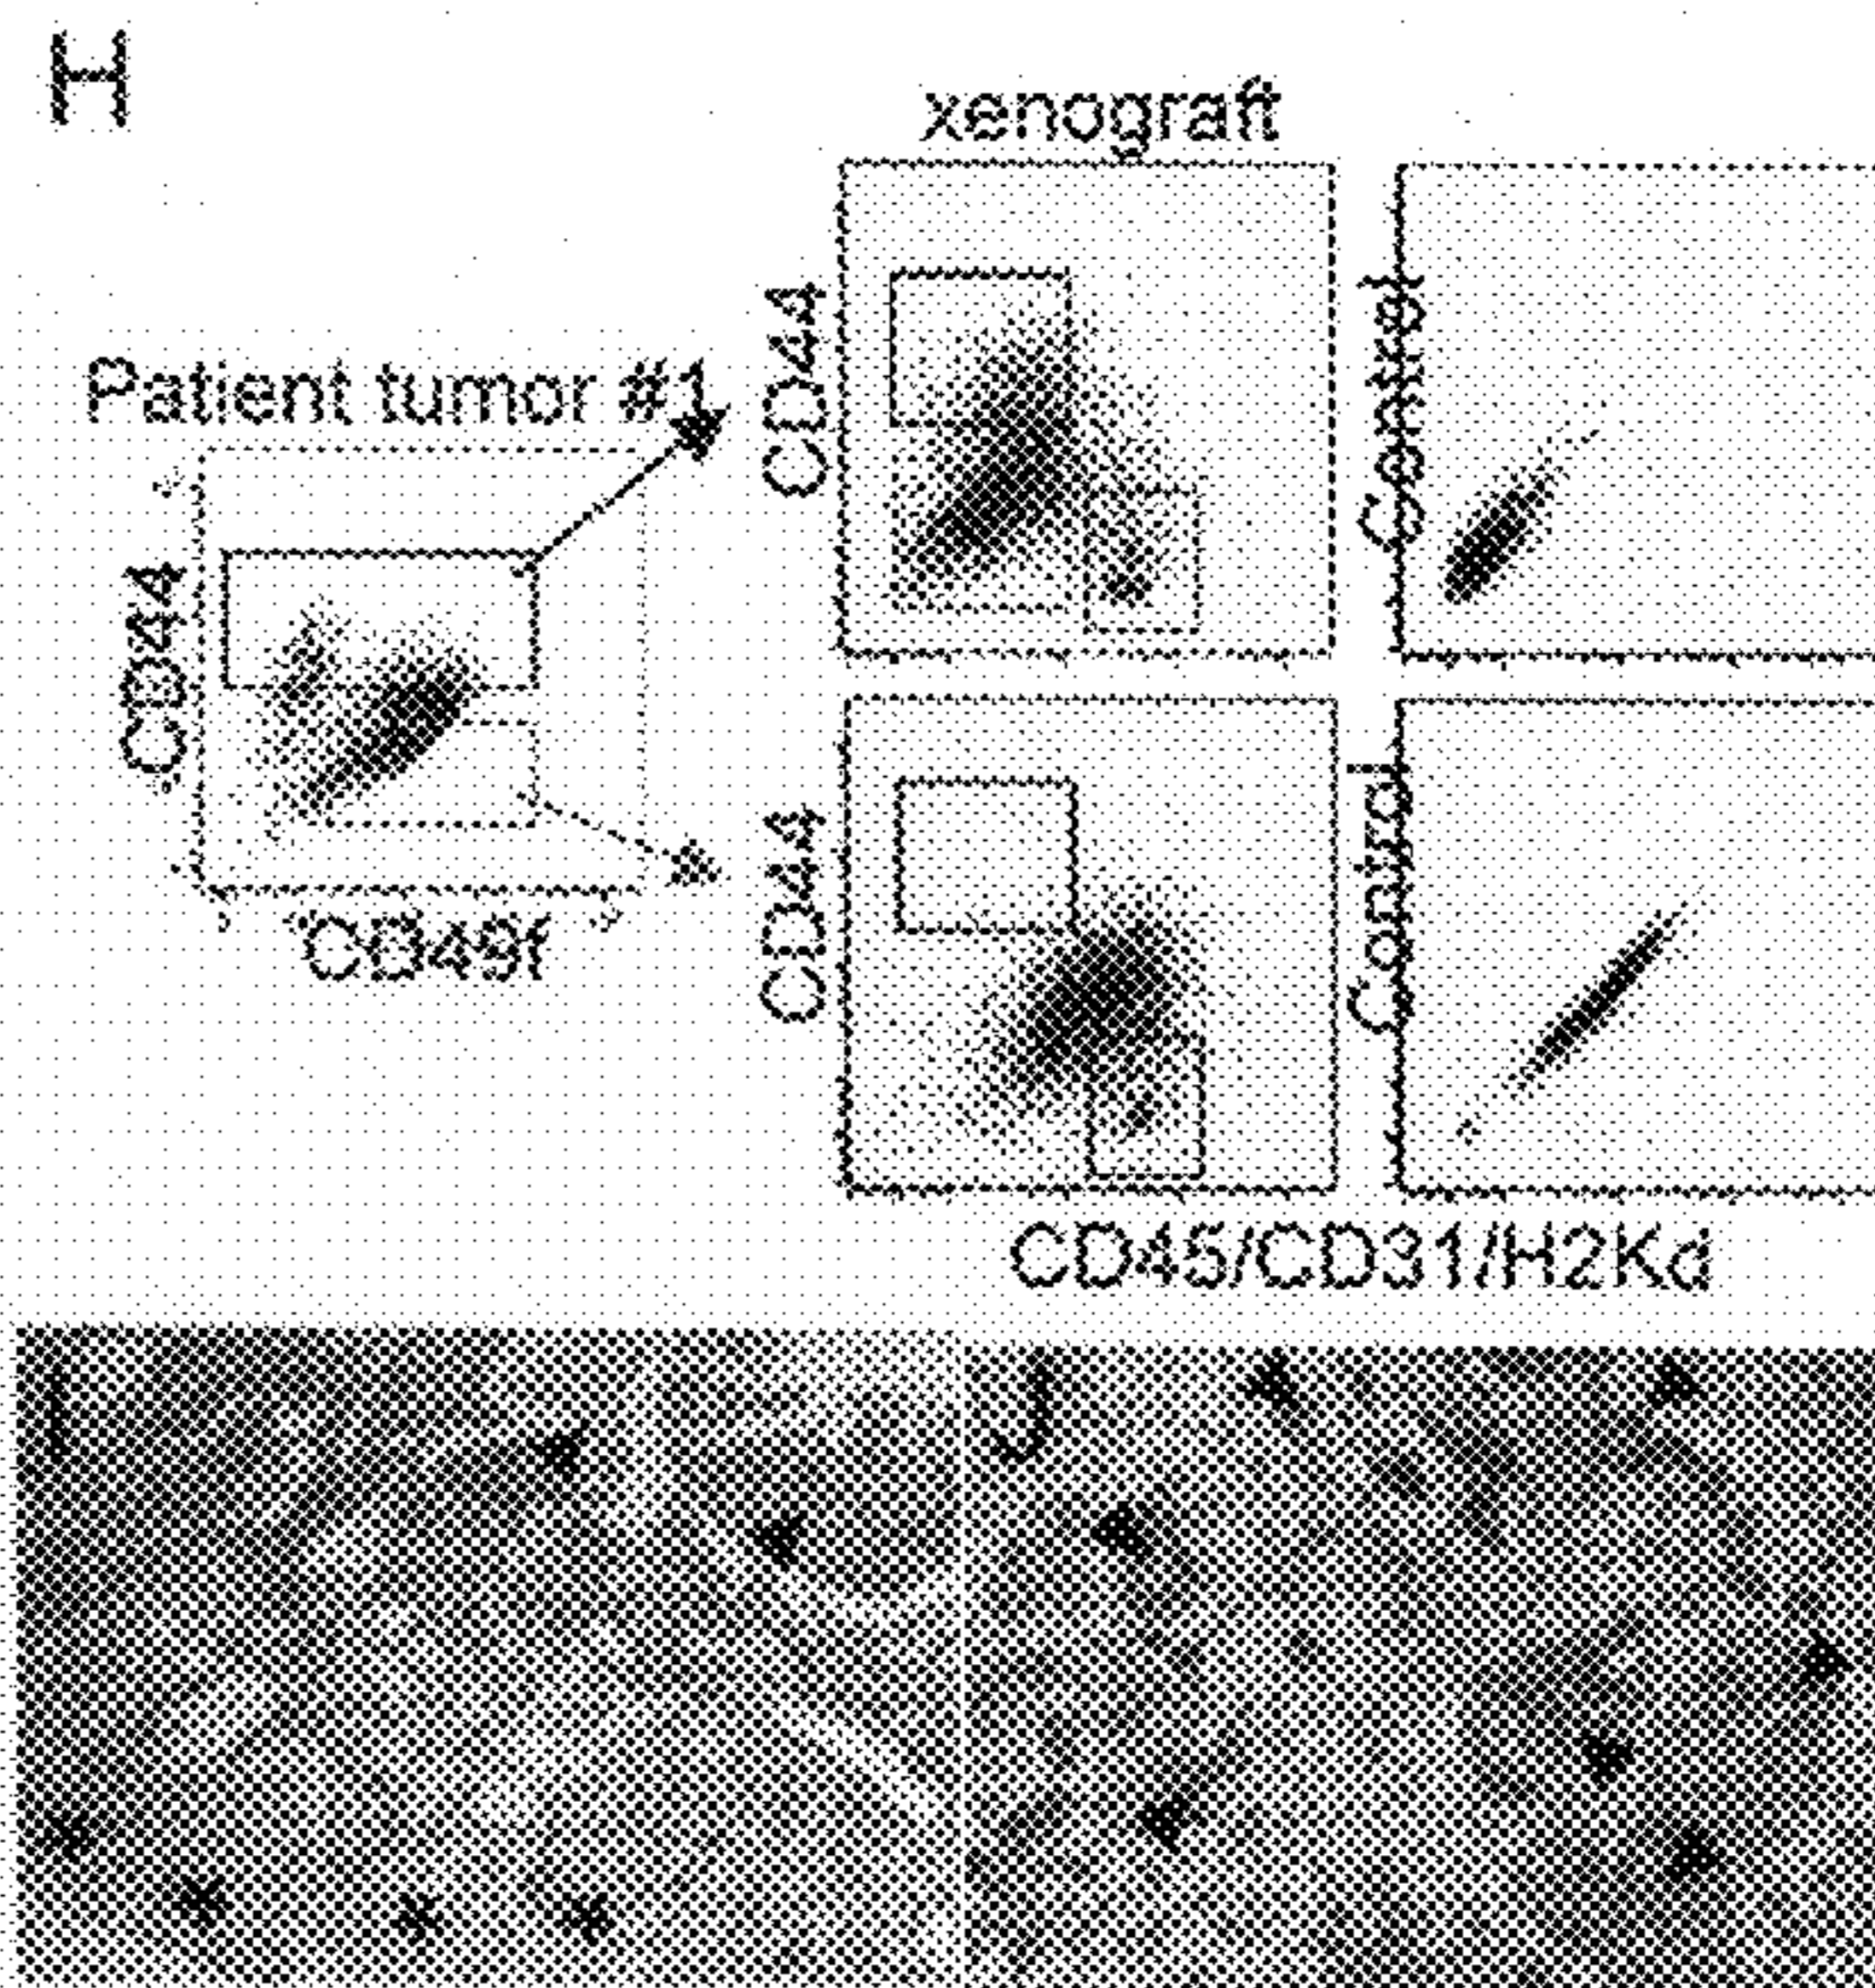 H
xenograft
Patient tumor #1
CD44
CD49f
CD44
Control
CD44
Control
CD45/CD31/H2Kd
I
J